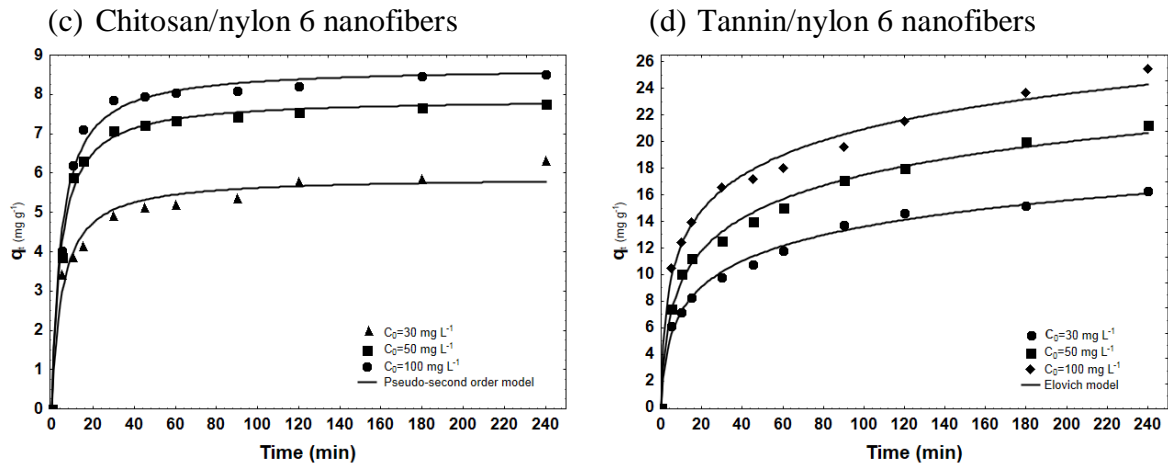 (c) Chitosan/nylon 6 nanofibers
9
8
7
6
5
4
3
2
1
0
qt (mg g-1)
C0=30 mg L-1
C0=50 mg L-1
C0=100 mg L-1
Pseudo-second order model
0 20 40 60 80 100 120 140 160 180 200 220 240
Time (min)
(d) Tannin/nylon 6 nanofibers
26
24
22
20
18
16
14
12
10
8
6
4
2
0
qt (mg g-1)
C0=30 mg L-1
C0=50 mg L-1
C0=100 mg L-1
Elovich model
0 20 40 60 80 100 120 140 160 180 200 220 240
Time (min)